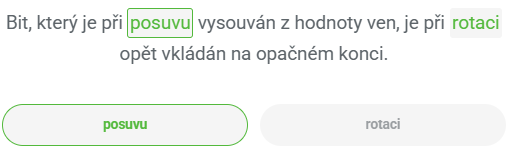 Bit, který je při posuvu vysouván z hodnoty ven, je při rotaci
opět vkládán na opačném konci.
posuvu
rotaci